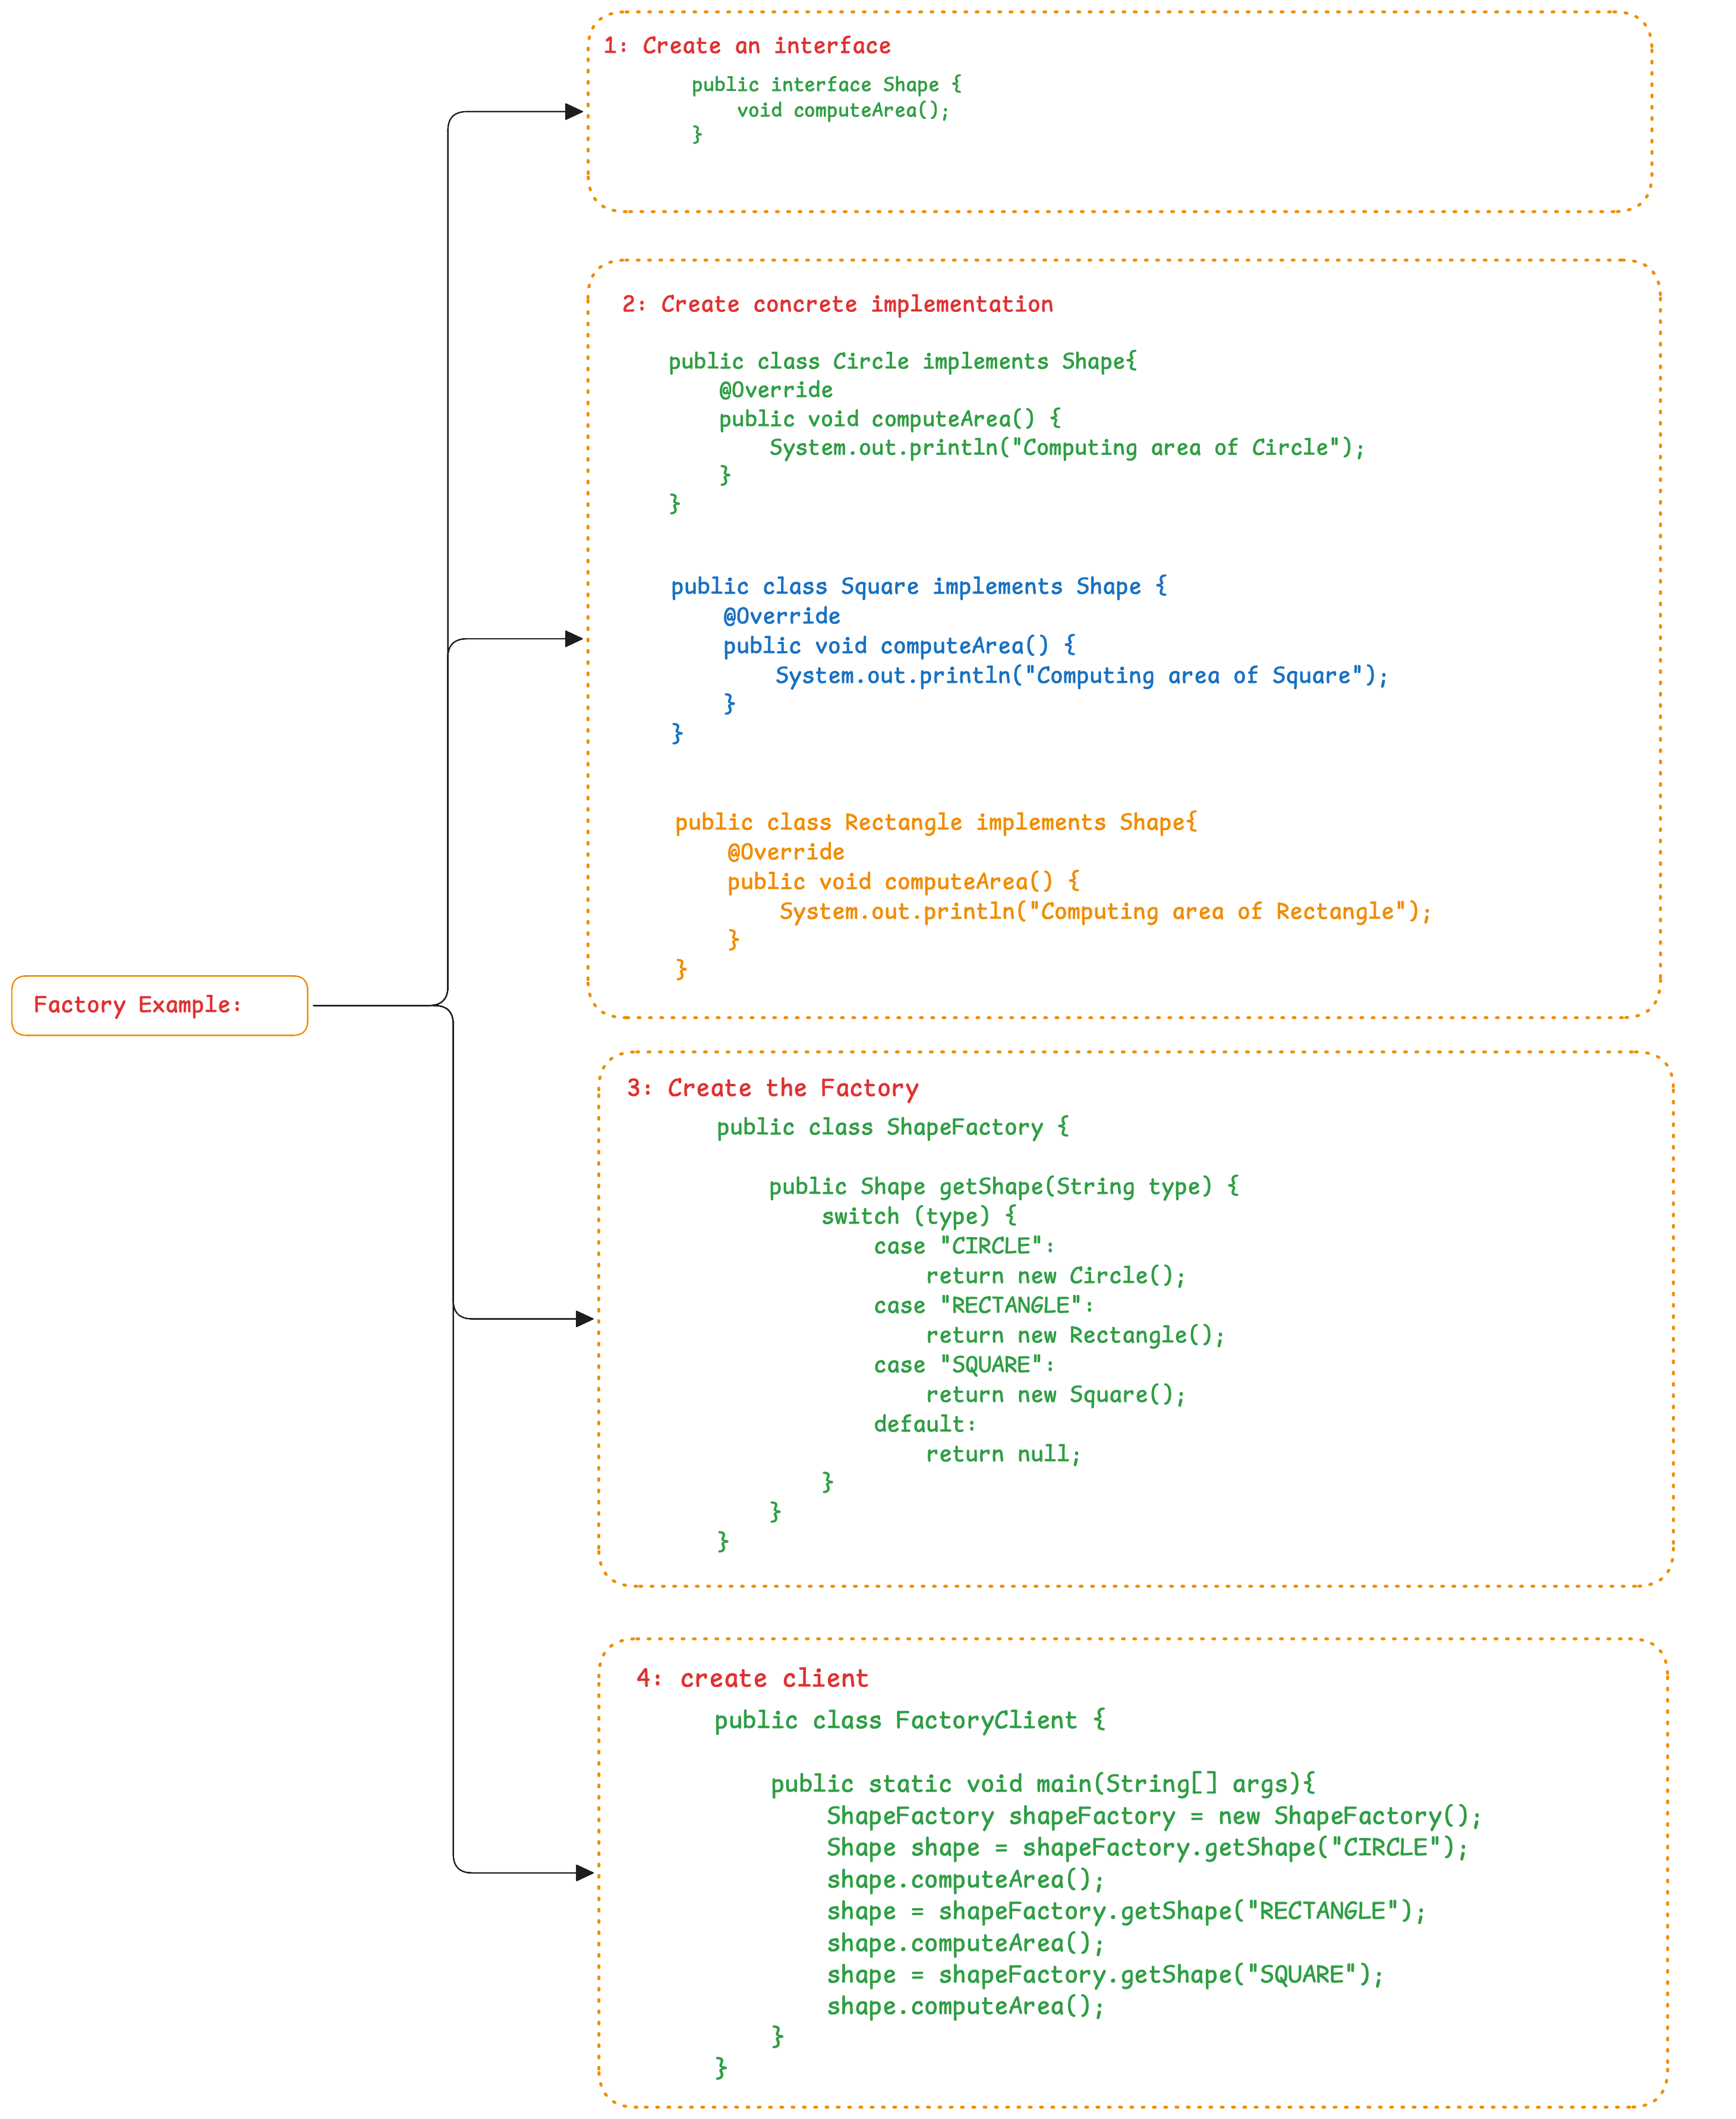 1: Create an interface
public interface Shape {
    void computeArea();
}
2: Create concrete implementation
public class Circle implements Shape{
    @Override
    public void computeArea() {
        System.out.println("Computing area of Circle");
    }
}
public class Square implements Shape {
    @Override
    public void computeArea() {
        System.out.println("Computing area of Square");
    }
}
public class Rectangle implements Shape{
    @Override
    public void computeArea() {
        System.out.println("Computing area of Rectangle");
    }
}
Factory Example:
3: Create the Factory
public class ShapeFactory {
    public Shape getShape(String type) {
        switch (type) {
            case "CIRCLE":
                return new Circle();
            case "RECTANGLE":
                return new Rectangle();
            case "SQUARE":
                return new Square();
            default:
                return null;
        }
    }
}
4: create client
public class FactoryClient {
    public static void main(String[] args){
        ShapeFactory shapeFactory = new ShapeFactory();
        Shape shape = shapeFactory.getShape("CIRCLE");
        shape.computeArea();
        shape = shapeFactory.getShape("RECTANGLE");
        shape.computeArea();
        shape = shapeFactory.getShape("SQUARE");
        shape.computeArea();
    }
}